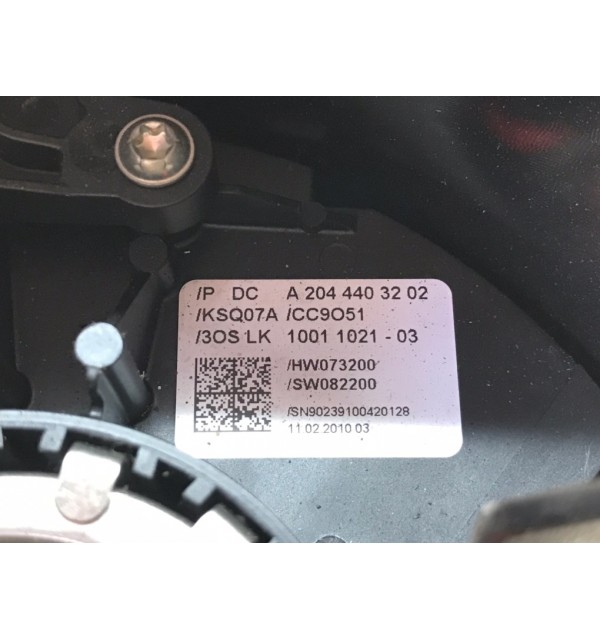 /P DC A 204 440 32 02
/KSQ07A /CC9O51
/3OS LK 1001 1021 - 03
/HW073200
/SW082200
/SN90239100420128
11.02.2010 03